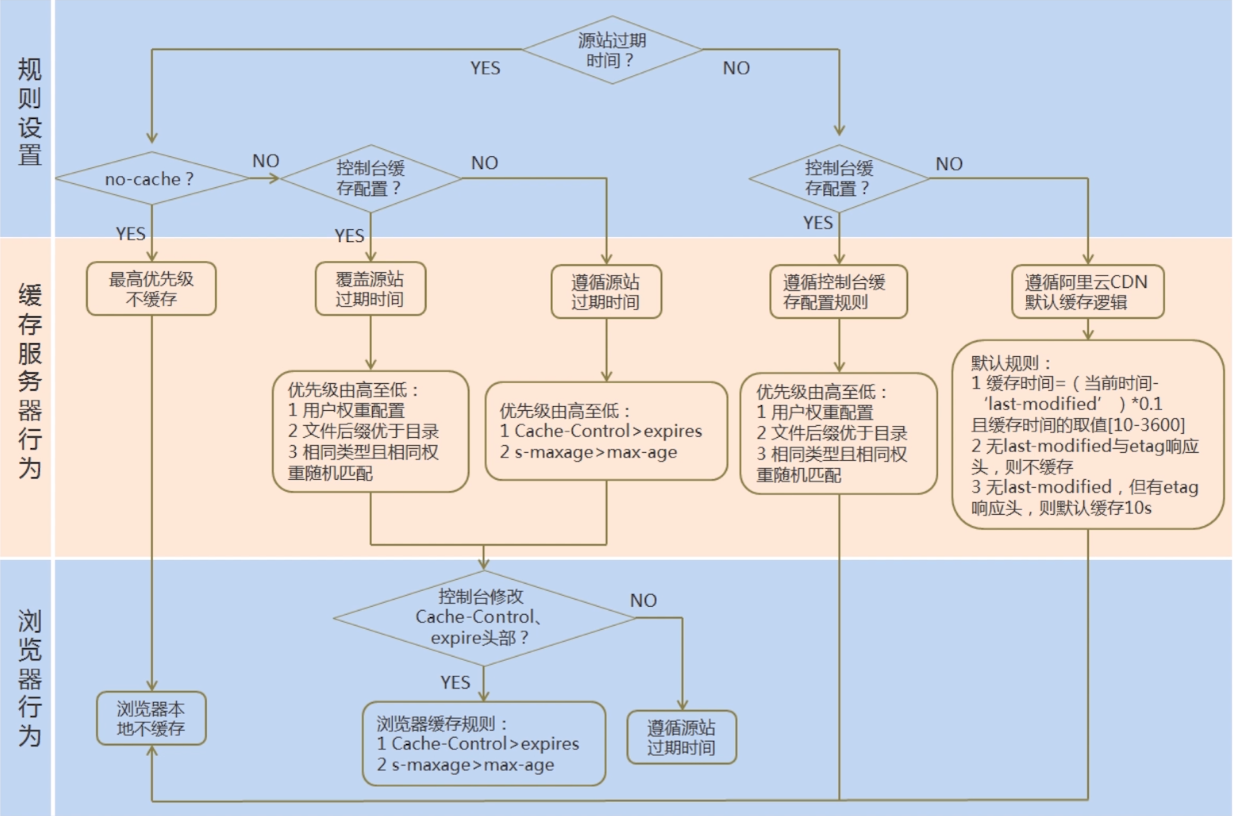 规则设置
源站过期
时间？
YES
NO
no-cache？
NO
控制台缓
存配置？
NO
控制台缓
存配置？
NO
YES
YES
YES
缓存服务器行为
最高优先级
不缓存
覆盖源站
过期时间
遵循源站
过期时间
遵循控制台缓
存配置规则
遵循阿里云CDN
默认缓存逻辑
优先级由高至低：
1 用户权重配置
2 文件后缀优于目录
3 相同类型且相同权
重随机匹配
优先级由高至低：
1 Cache-Control>expires
2 s-maxage>max-age
优先级由高至低：
1 用户权重配置
2 文件后缀优于目录
3 相同类型且相同权
重随机匹配
默认规则：
1 缓存时间=（当前时间-
‘last-modified’）*0.1
且缓存时间的取值[10-3600]
2 无last-modified与etag响应
头，则不缓存
3 无last-modified，但有etag
响应头，则默认缓存10s
浏览器行为
控制台修改
Cache-Control、
expire头部？
NO
YES
浏览器本
地不缓存
浏览器缓存规则：
1 Cache-Control>expires
2 s-maxage>max-age
遵循源站
过期时间